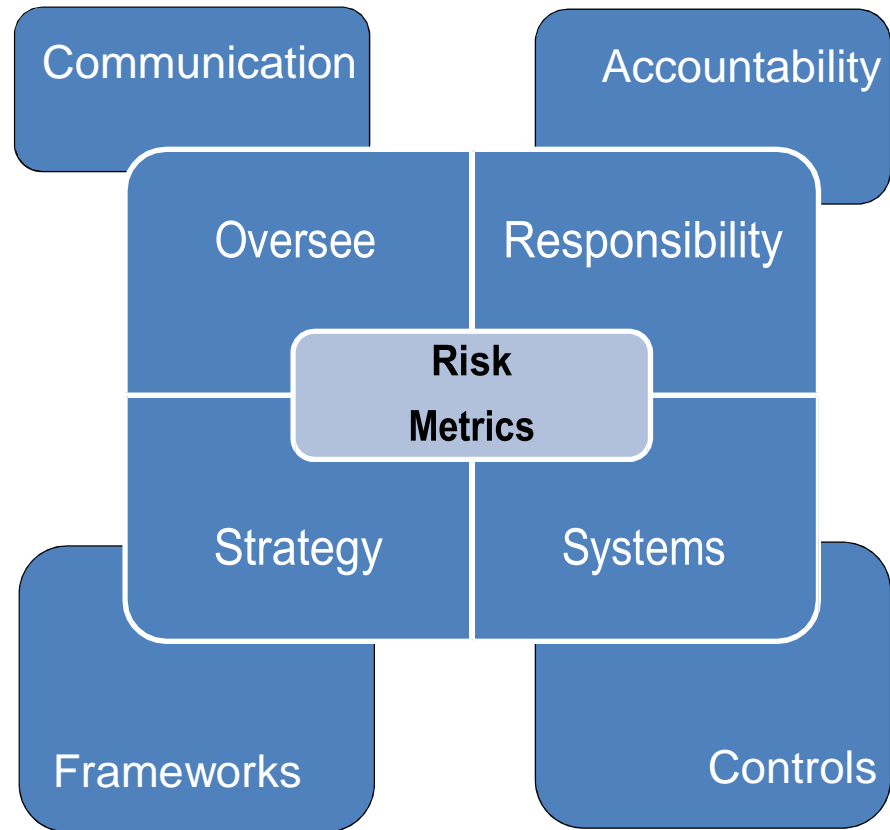 Communication
Accountability
Oversee
Responsibility
Risk
Metrics
Strategy
Systems
Frameworks
Controls